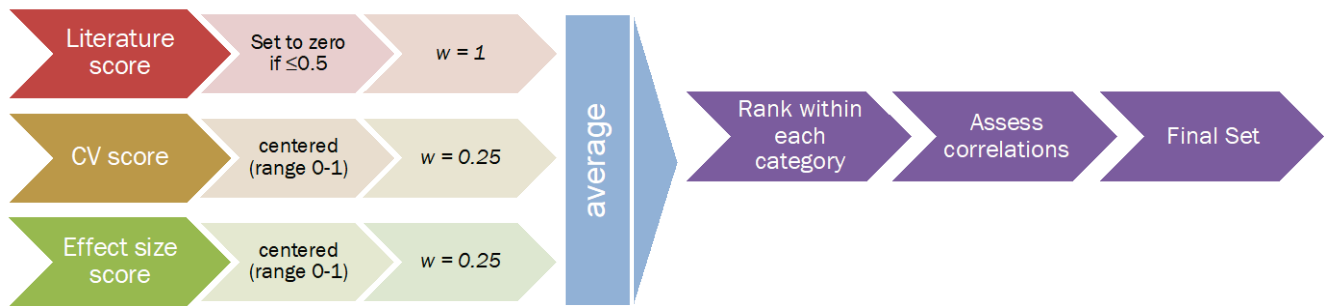 Literature
score
Set to zero
if ≤0.5
w = 1
CV score
centered
(range 0-1)
w = 0.25
Effect size
score
centered
(range 0-1)
w = 0.25
average
Rank within
each
category
Assess
correlations
Final Set